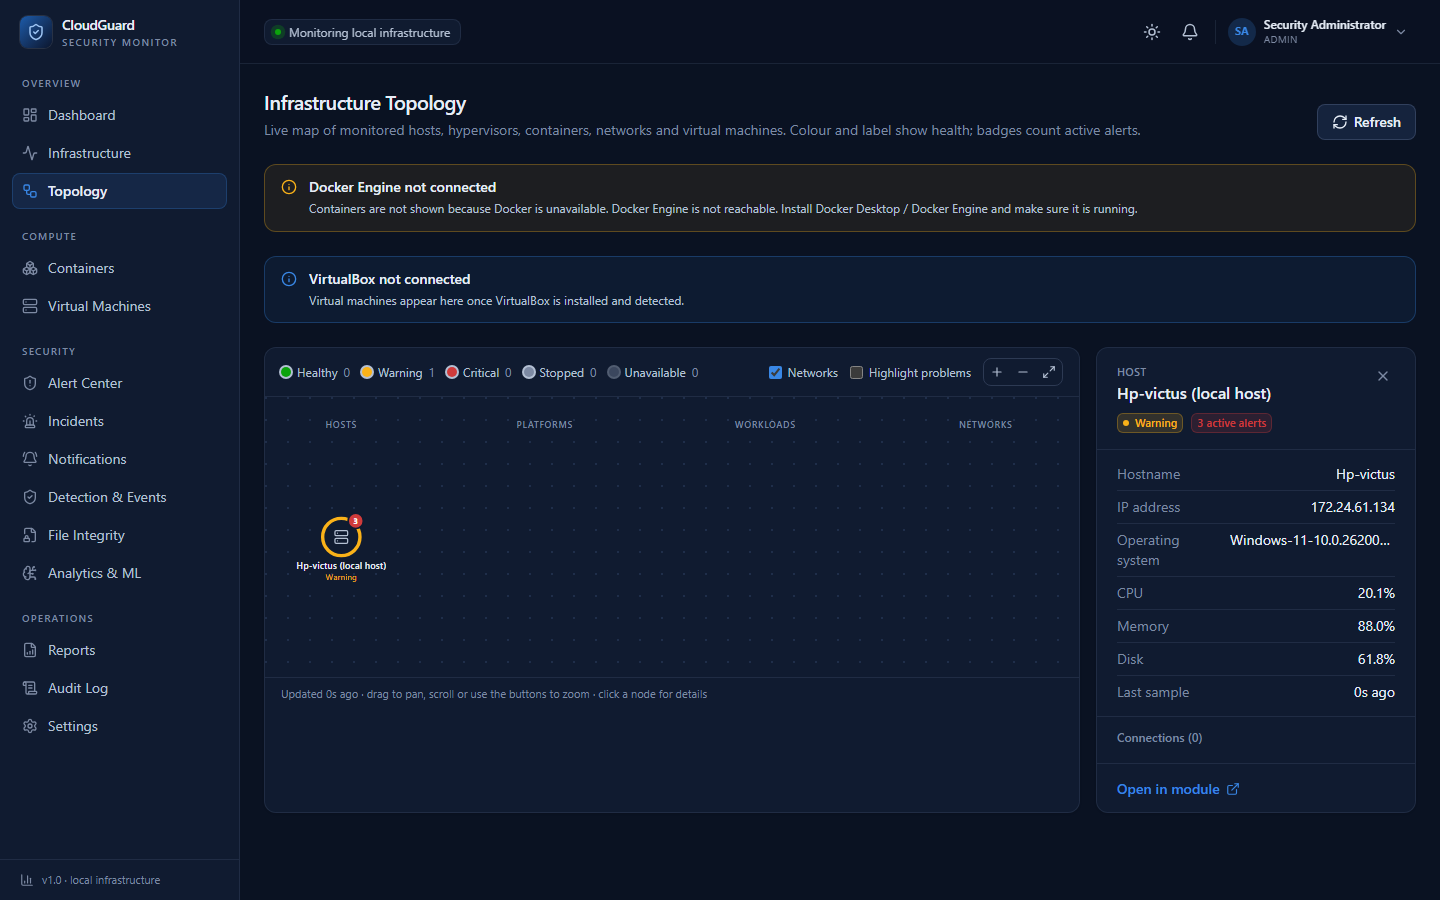 CloudGuard
SECURITY MONITOR
OVERVIEW
Dashboard
Infrastructure
Topology
COMPUTE
Containers
Virtual Machines
SECURITY
Alert Center
Incidents
Notifications
Detection & Events
File Integrity
Analytics & ML
OPERATIONS
Reports
Audit Log
Settings
v1.0 · local infrastructure
Monitoring local infrastructure
SA
Security Administrator
ADMIN
Infrastructure Topology
Live map of monitored hosts, hypervisors, containers, networks and virtual machines. Colour and label show health; badges count active alerts.
Refresh
Docker Engine not connected
Containers are not shown because Docker is unavailable. Docker Engine is not reachable. Install Docker Desktop / Docker Engine and make sure it is running.
VirtualBox not connected
Virtual machines appear here once VirtualBox is installed and detected.
Healthy 0 Warning 1 Critical 0 Stopped 0 Unavailable 0 Networks Highlight problems
HOSTS PLATFORMS WORKLOADS NETWORKS
3
Hp-victus (local host)
Warning
Updated 0s ago · drag to pan, scroll or use the buttons to zoom · click a node for details
HOST
Hp-victus (local host)
Warning 3 active alerts
Hostname Hp-victus
IP address 172.24.61.134
Operating system Windows-11-10.0.26200...
CPU 20.1%
Memory 88.0%
Disk 61.8%
Last sample 0s ago
Connections (0)
Open in module